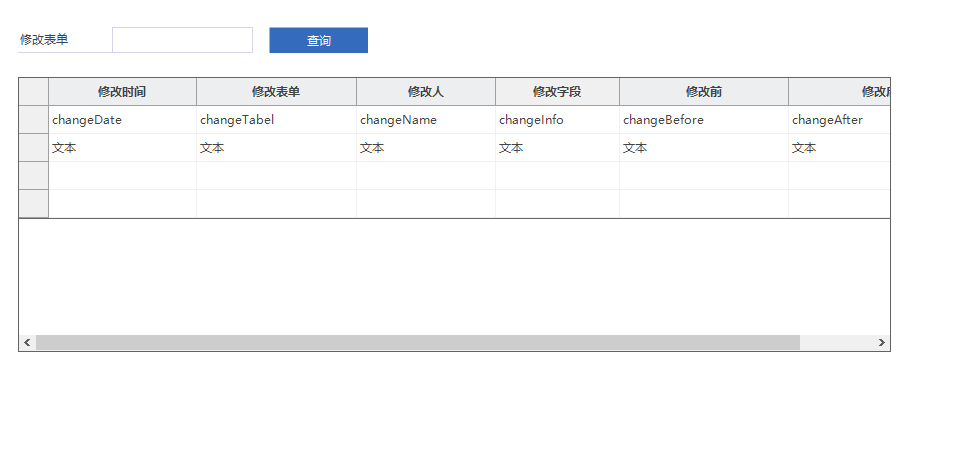 修改表单 查询
修改时间 修改表单 修改人 修改字段 修改前 修改
changeDate changeTabel changeName changeInfo changeBefore changeAfter
文本 文本 文本 文本 文本 文本